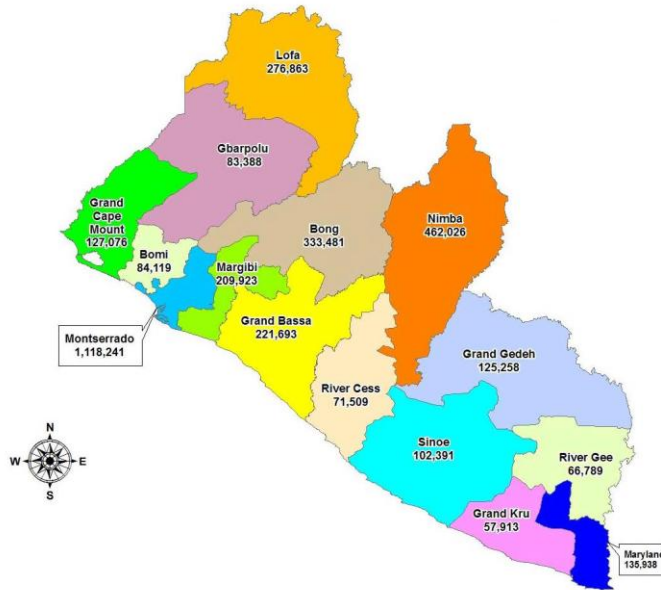 Lofa
276,863
Gbarpolu
83,388
Grand
Cape
Mount
127,076
Bomi
84,119
Bong
333,481
Nimba
462,026
Margibi
209,923
Montserrado
1,118,241
Grand Bassa
221,693
River Cess
71,509
Grand Gedeh
125,258
Sinoe
102,391
River Gee
66,789
Grand Kru
57,913
Maryland
135,938
N
W E
S